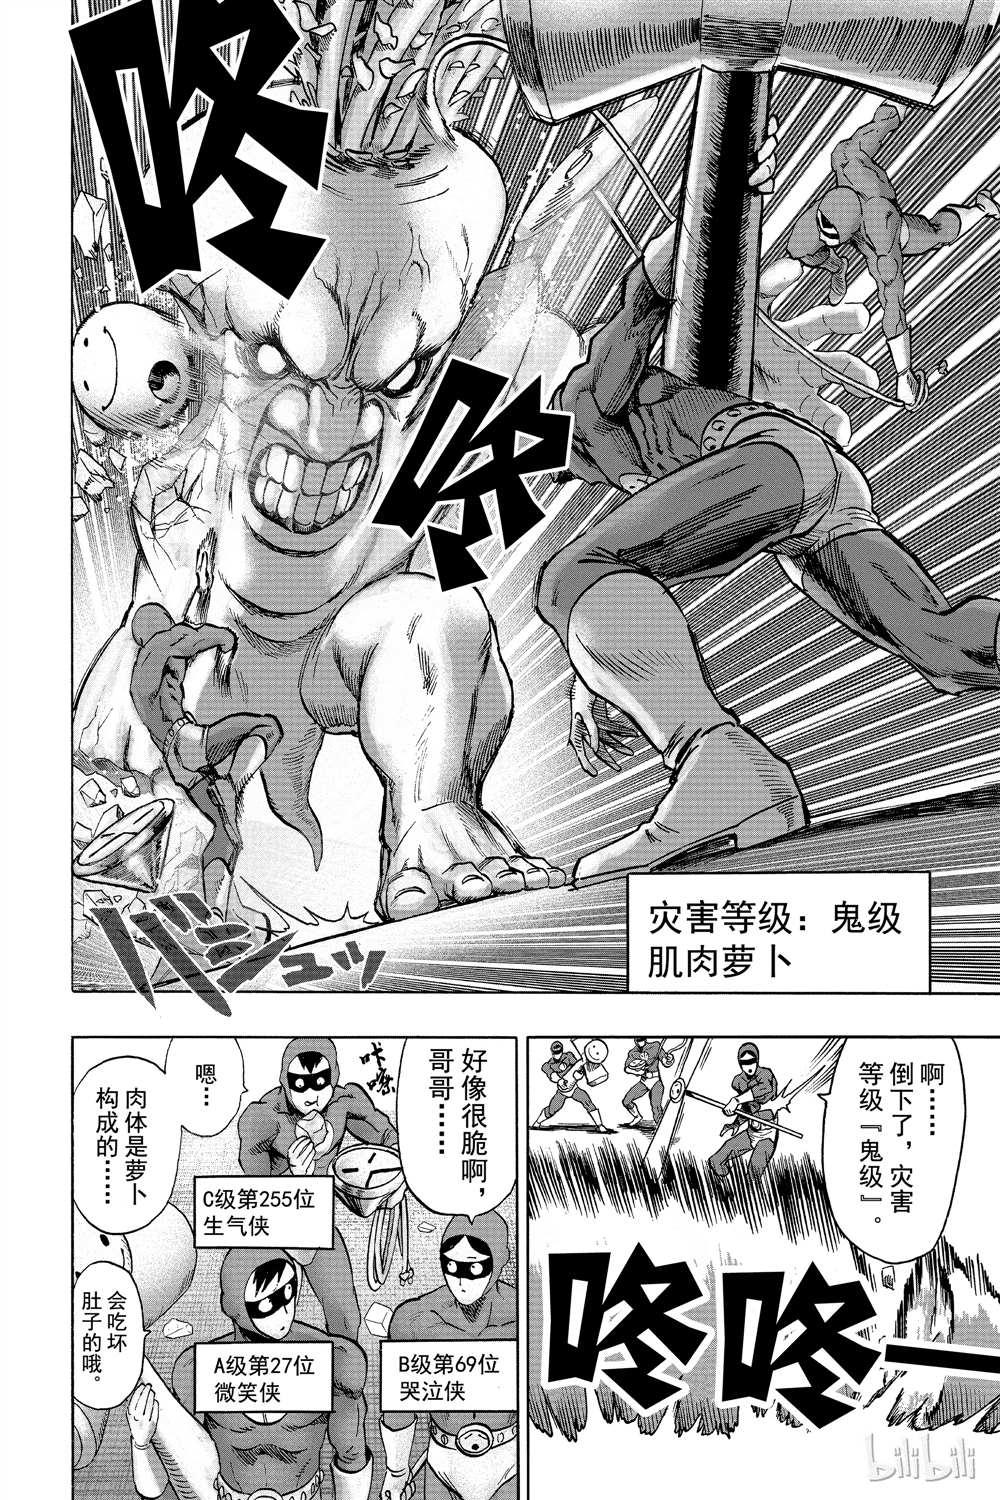 咚
咚
バシュッ
灾害等级：鬼级
肌肉萝卜
啊……
倒下了，灾害
等级『鬼级』。
咚咚——
好像很脆啊，
哥哥……
咔嚓
嗯…
肉体是萝卜
构成的……
C级第255位
生气侠
A级第27位
微笑侠
B级第69位
哭泣侠
会吃坏
肚子的哦。
bilibili